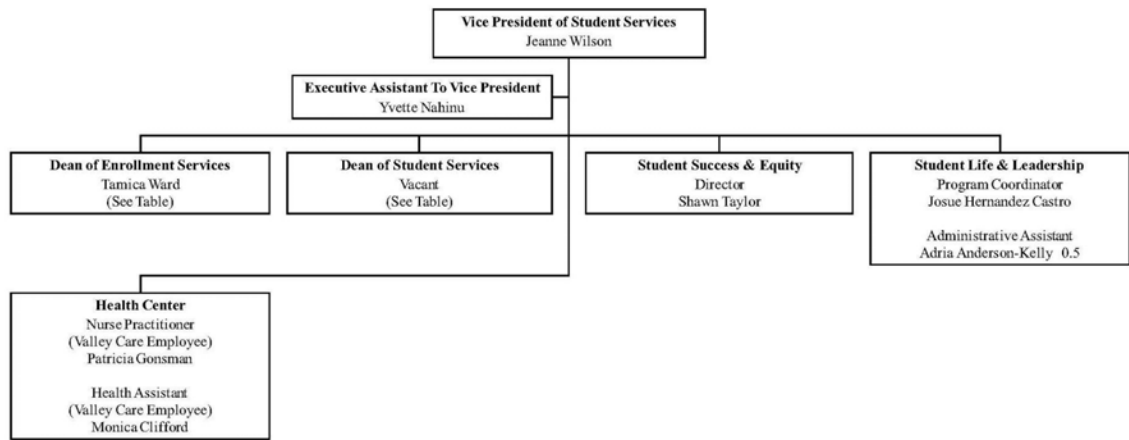 Vice President of Student Services
Jeanne Wilson
Executive Assistant To Vice President
Yvette Nahinu
Dean of Enrollment Services
Tamica Ward
(See Table)
Dean of Student Services
Vacant
(See Table)
Student Success & Equity
Director
Shawn Taylor
Student Life & Leadership
Program Coordinator
Josue Hernandez Castro
Administrative Assistant
Adria Anderson-Kelly 0.5
Health Center
Nurse Practitioner
(Valley Care Employee)
Patricia Gonsman
Health Assistant
(Valley Care Employee)
Monica Clifford